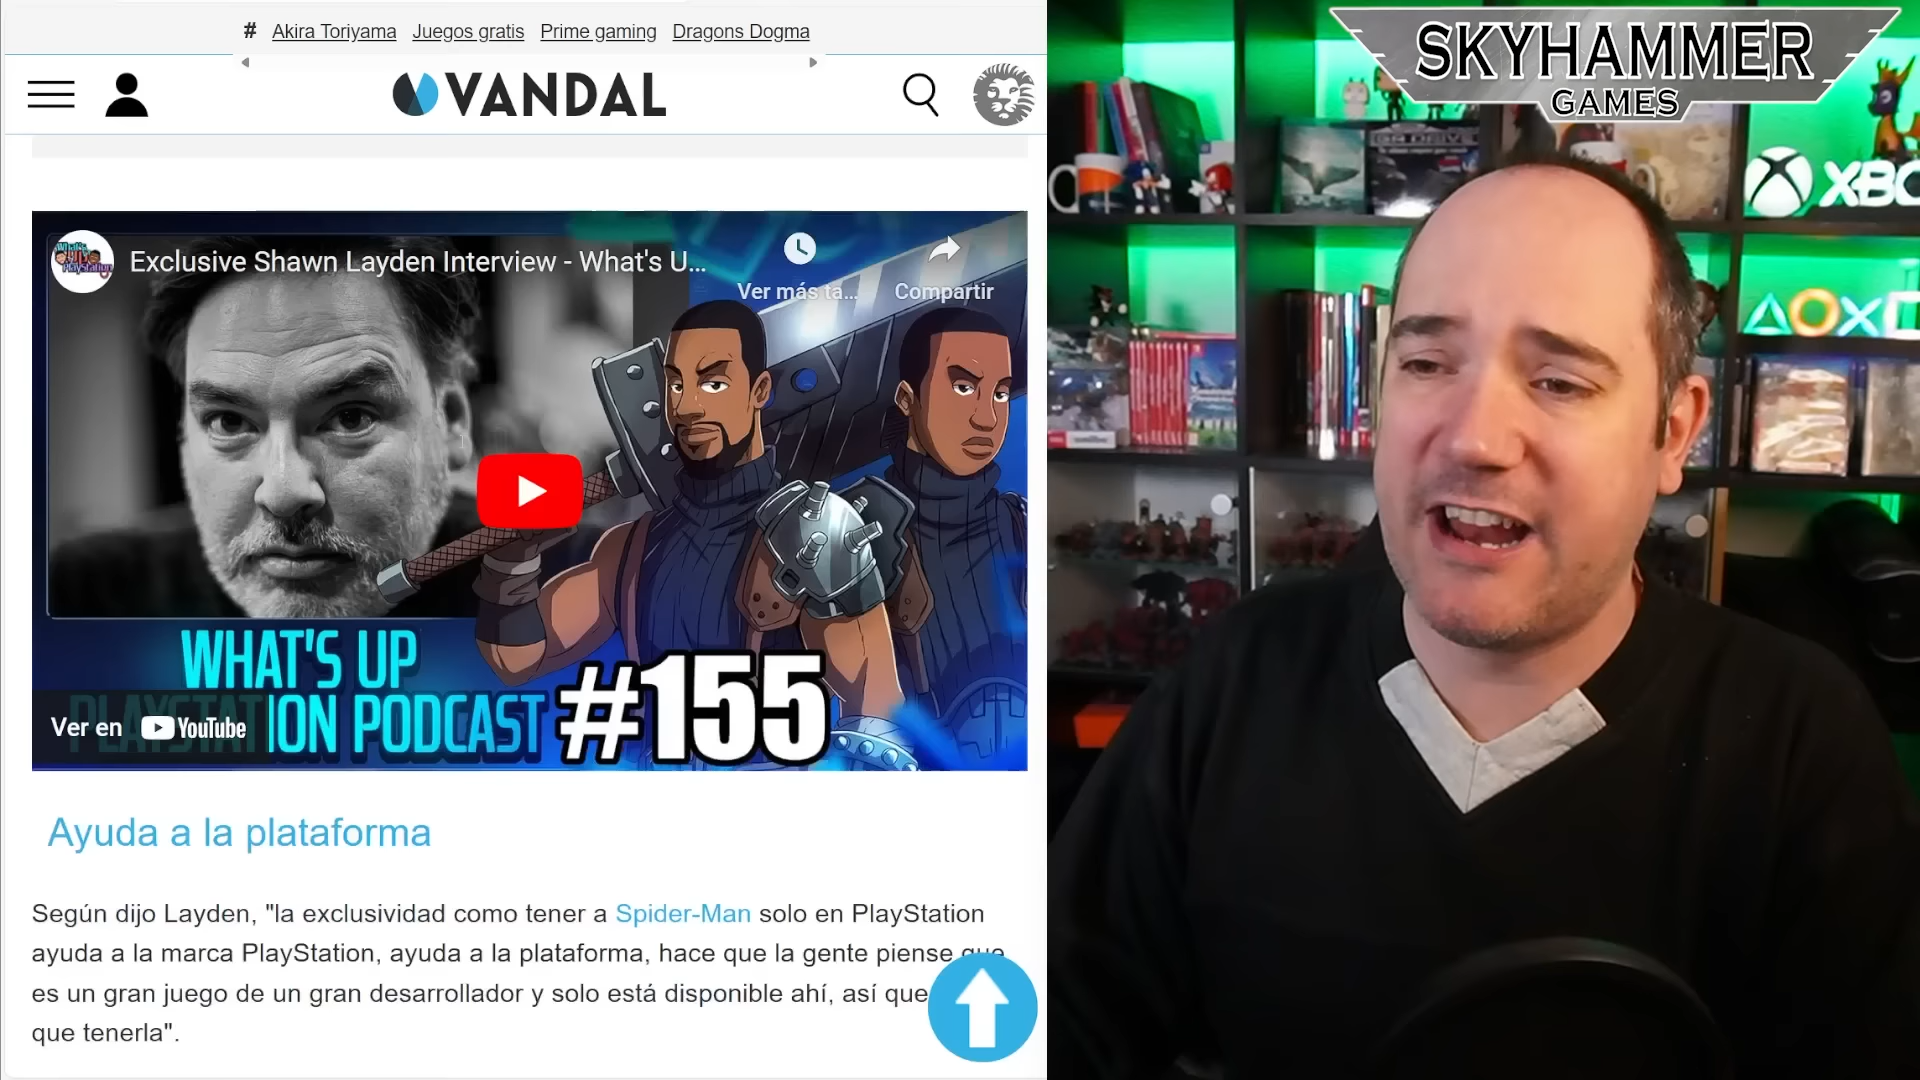 # Akira Toriyama Juegos gratis Prime gaming Dragons Dogma
VANDAL
Exclusive Shawn Layden Interview - What's U...
Ver más ta...
Compartir
WHAT'S UP
PLAYSTATION PODCAST #155
Ver en YouTube
Ayuda a la plataforma
Según dijo Layden, "la exclusividad como tener a Spider-Man solo en PlayStation
ayuda a la marca PlayStation, ayuda a la plataforma, hace que la gente piense que
es un gran juego de un gran desarrollador y solo está disponible ahí, así que
que tenerla".
SKYHAMMER
GAMES
XBO